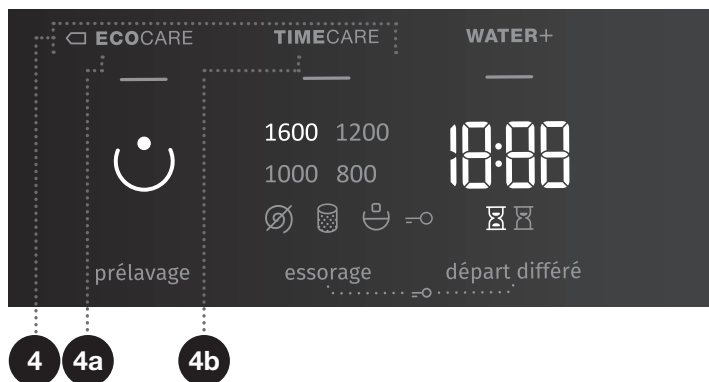 ECOCARE TIMECARE WATER+
1600 1200
1000 800
18:88
prélavage essorage départ différé
4 4a 4b